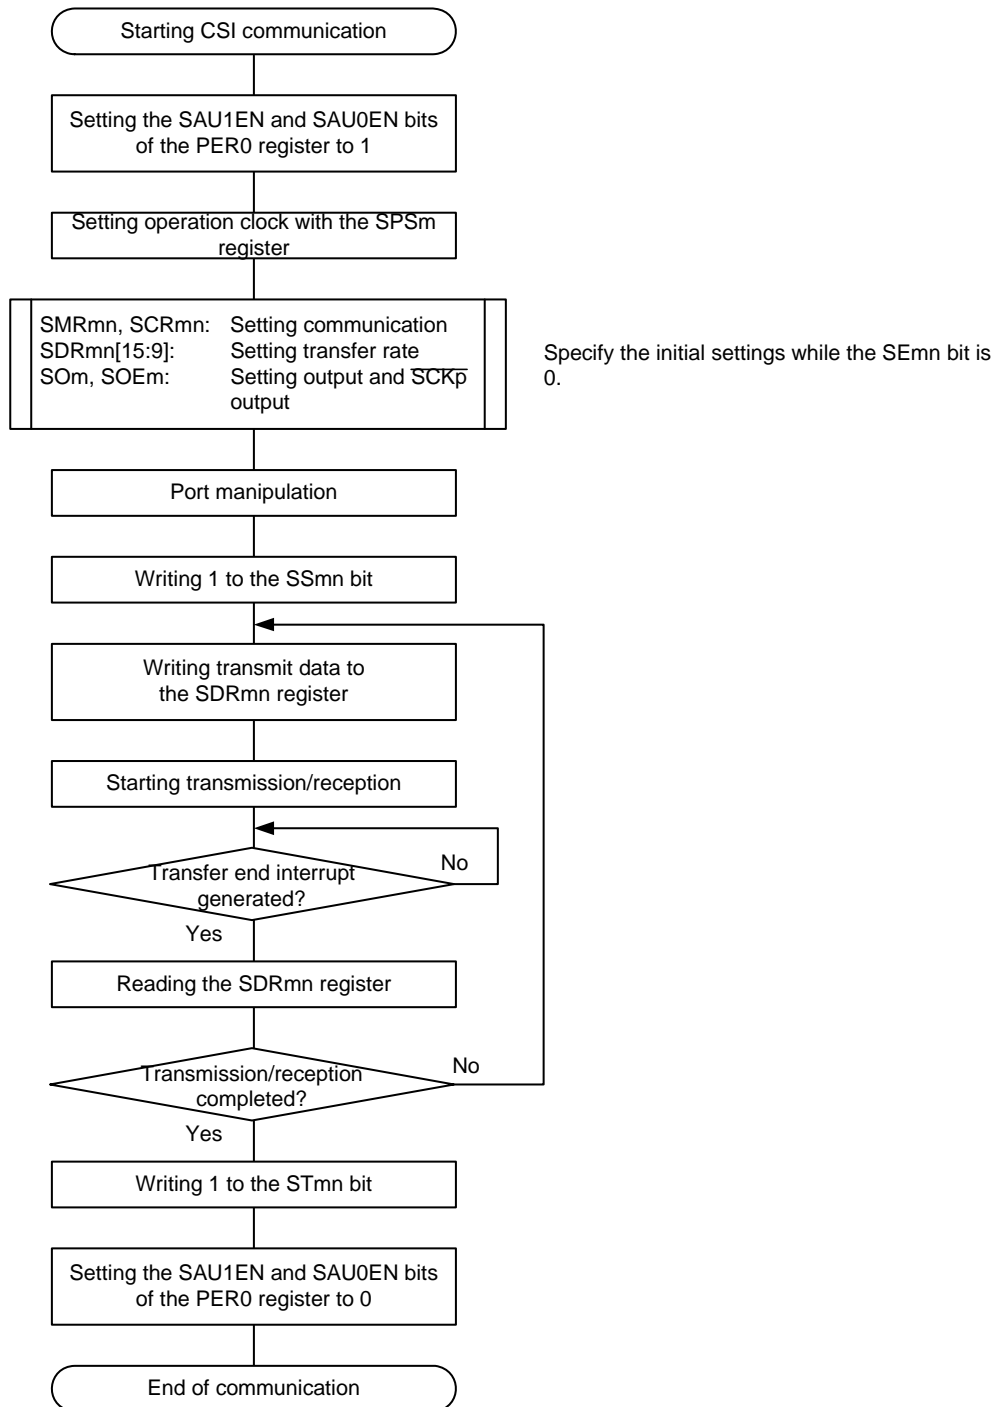 Starting CSI communication
Setting the SAU1EN and SAU0EN bits
of the PER0 register to 1
Setting operation clock with the SPSm
register
SMRmn, SCRmn: Setting communication
SDRmn[15:9]: Setting transfer rate
SOm, SOEm: Setting output and S̅C̅K̅p̅
output
Specify the initial settings while the SEmn bit is
0.
Port manipulation
Writing 1 to the SSmn bit
Writing transmit data to
the SDRmn register
Starting transmission/reception
Transfer end interrupt
generated?
No
Yes
Reading the SDRmn register
Transmission/reception
completed?
No
Yes
Writing 1 to the STmn bit
Setting the SAU1EN and SAU0EN bits
of the PER0 register to 0
End of communication